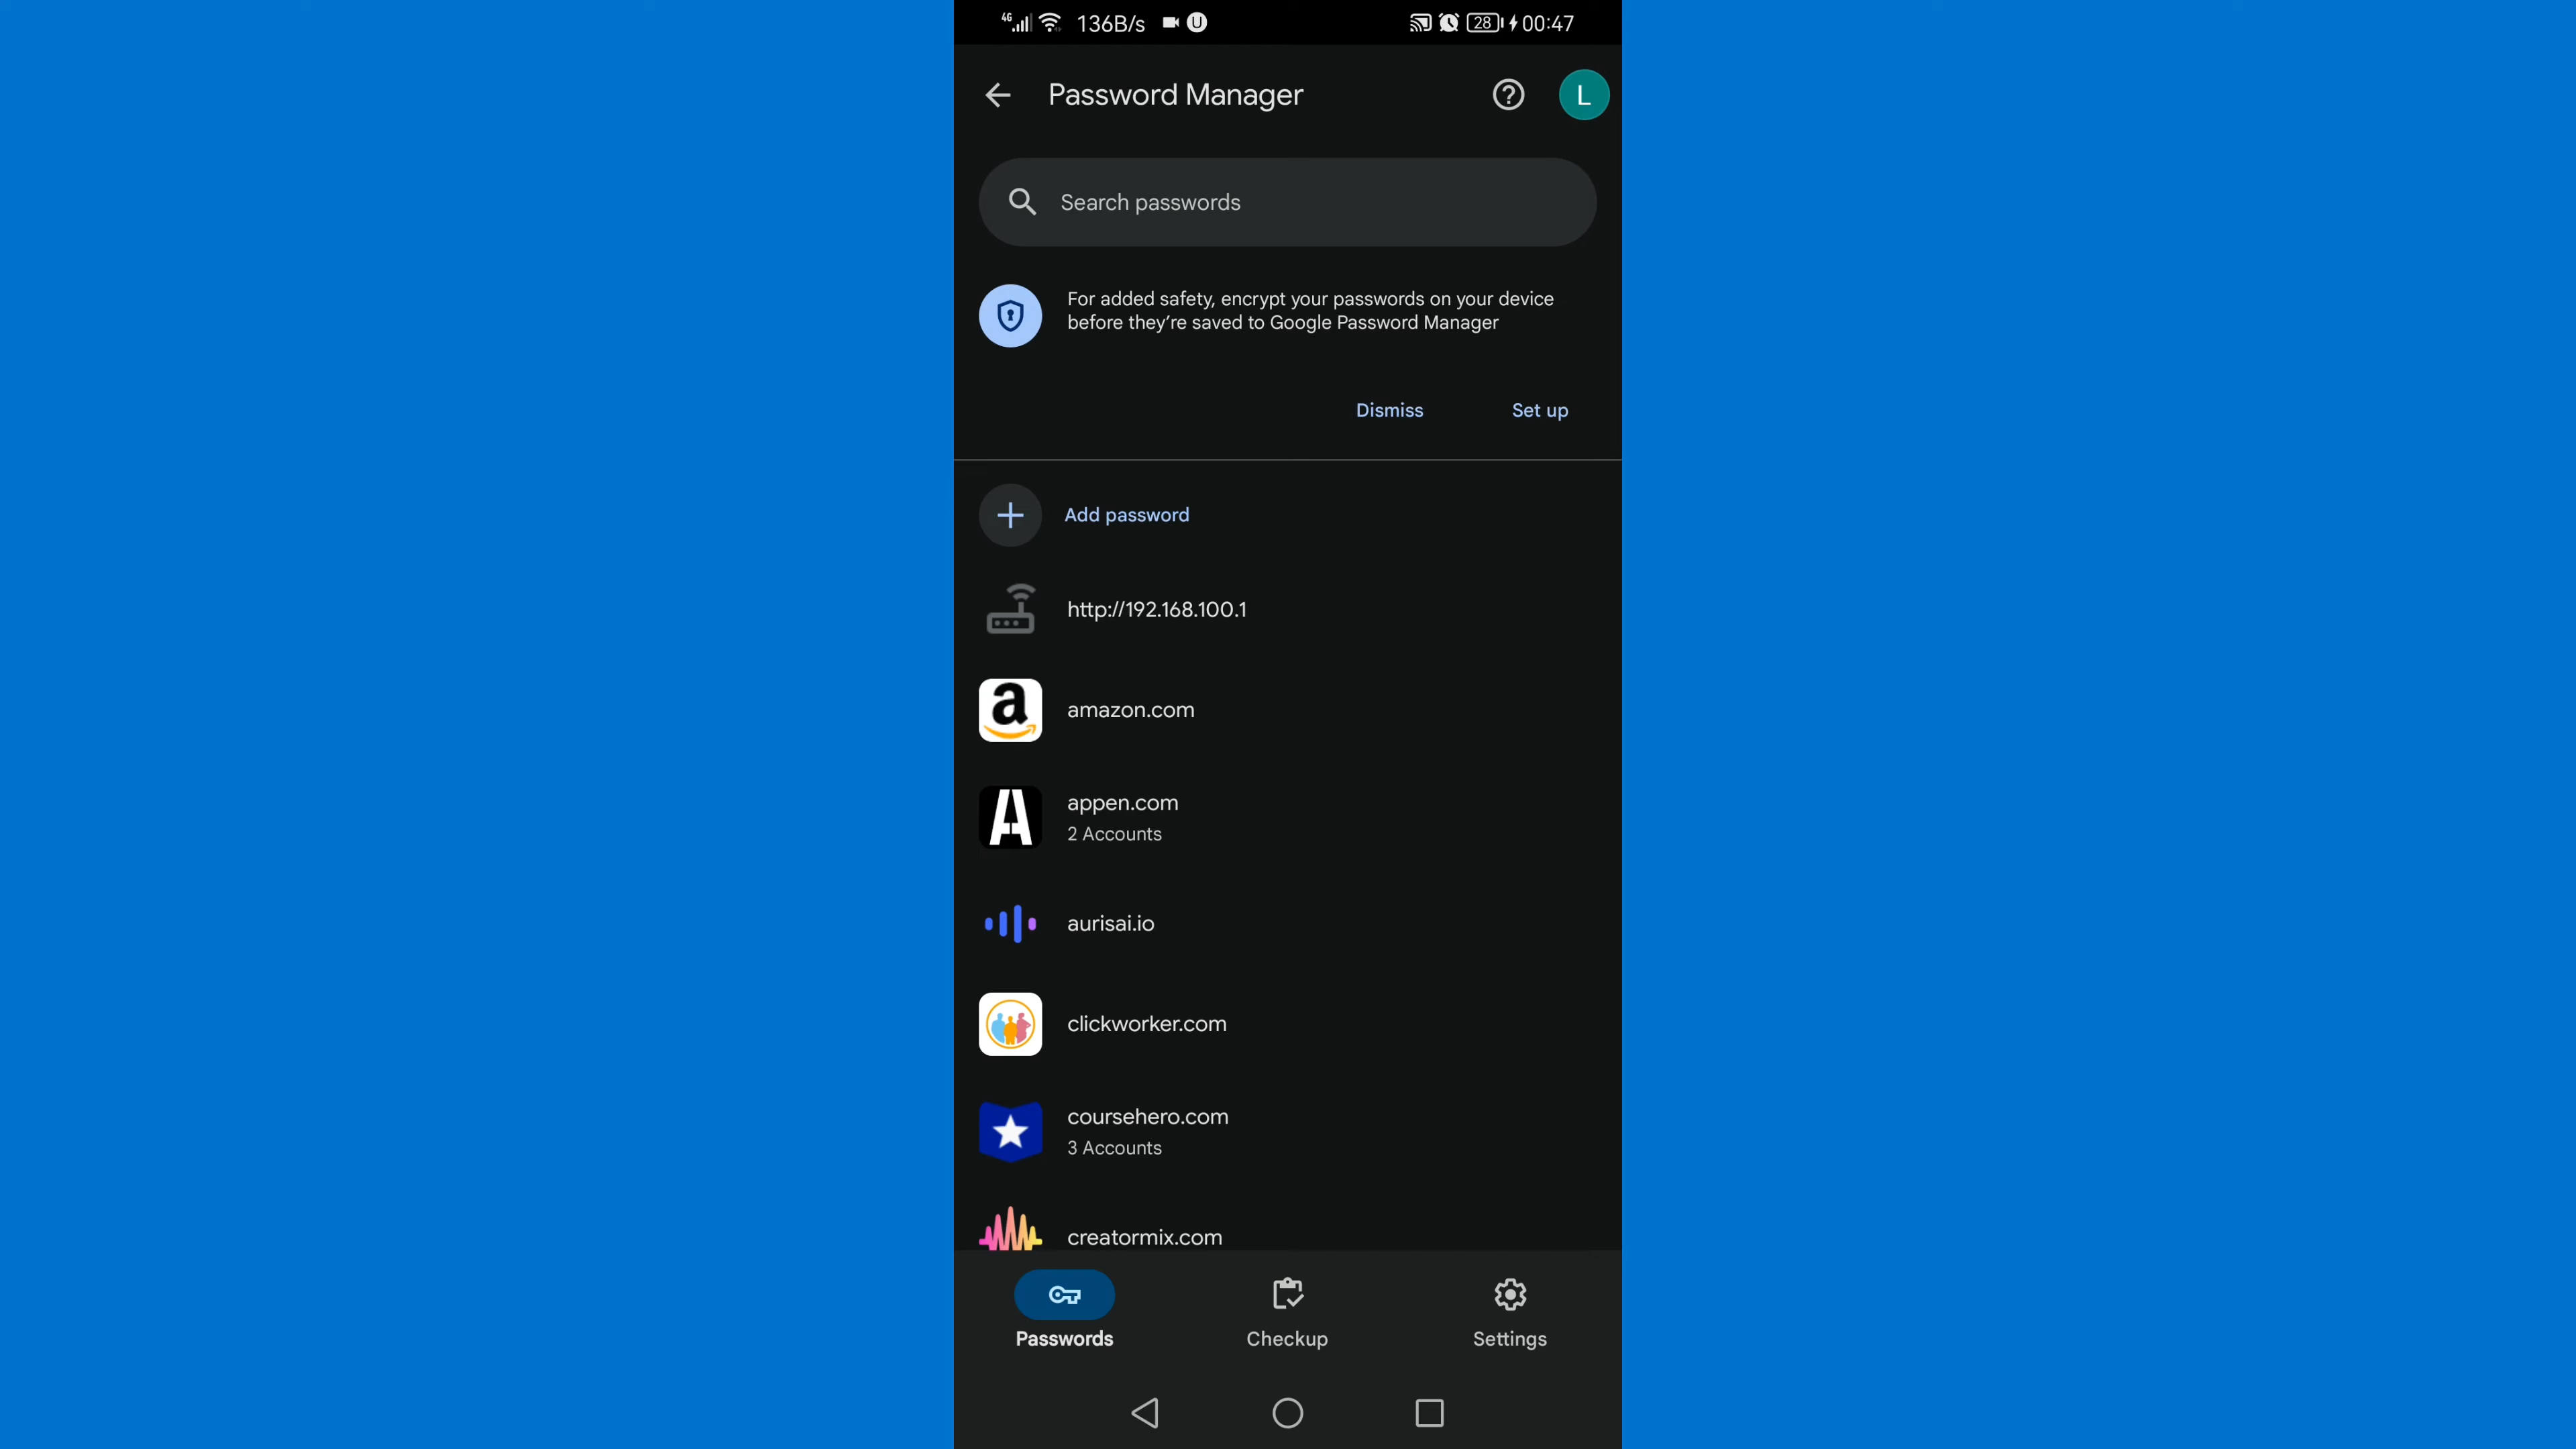 4G 136B/s U 28 00:47
Password Manager
L
Search passwords
For added safety, encrypt your passwords on your device
before they're saved to Google Password Manager
Dismiss Set up
Add password
http://192.168.100.1
a
amazon.com
A
appen.com
2 Accounts
aurisai.io
clickworker.com
coursehero.com
3 Accounts
creatormix.com
Passwords Checkup Settings